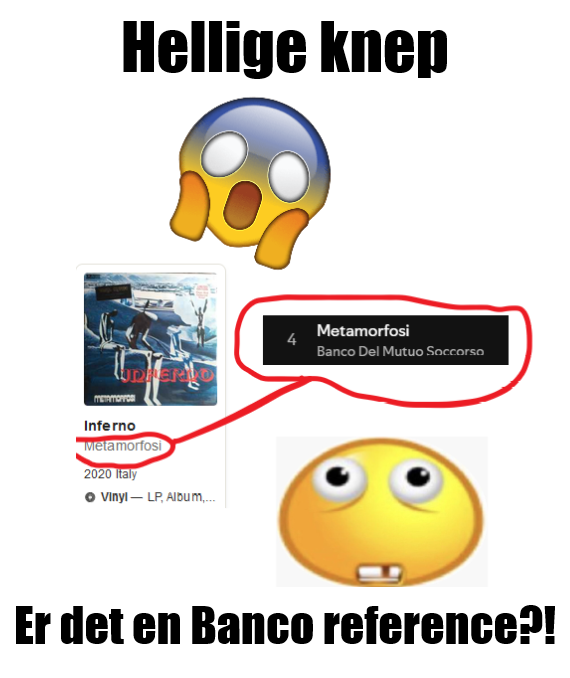 Hellige knep
INFERNO
METAMORFOSI
4
Metamorfosi
Banco Del Mutuo Soccorso
Inferno
Metamorfosi
2020 Italy
Vinyl — LP, Album,...
Er det en Banco reference?!